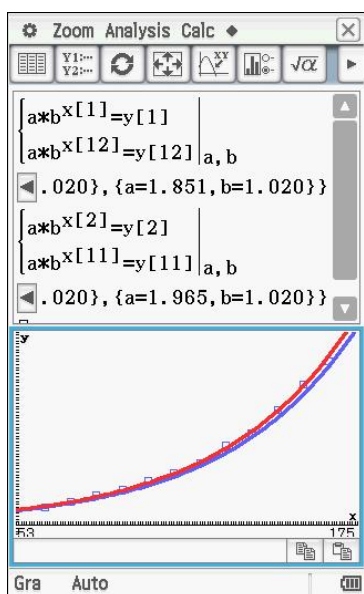 Zoom Analysis Calc ◆
Y1:··· Y2:···
XY
√α
{a*b^x[1]=y[1]
a*b^x[12]=y[12]|a,b
◄.020},{a=1.851,b=1.020}}
{a*b^x[2]=y[2]
a*b^x[11]=y[11]|a,b
◄.020},{a=1.965,b=1.020}}
y
x
53 175
Gra Auto